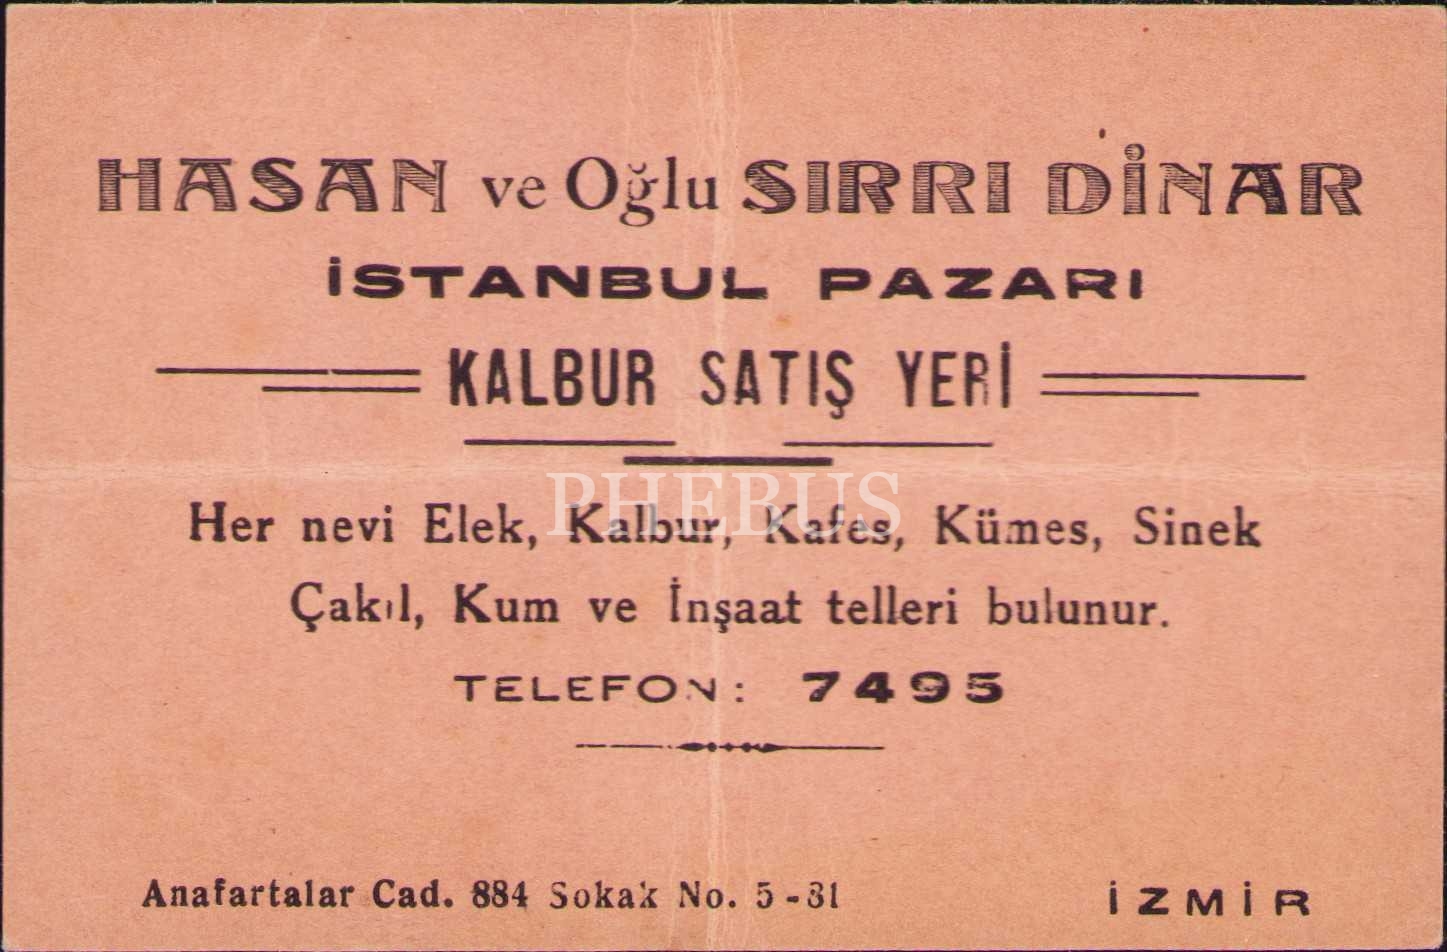 HASAN ve Oğlu SIRRI DİNAR
İSTANBUL PAZARI
KALBUR SATIŞ YERİ
PHEBUS
Her nevi Elek, Kalbur, Kafes, Kümes, Sinek
Çakıl, Kum ve İnşaat telleri bulunur.
TELEFON: 7495
Anafartalar Cad. 884 Sokak No. 5-31
İZMİR